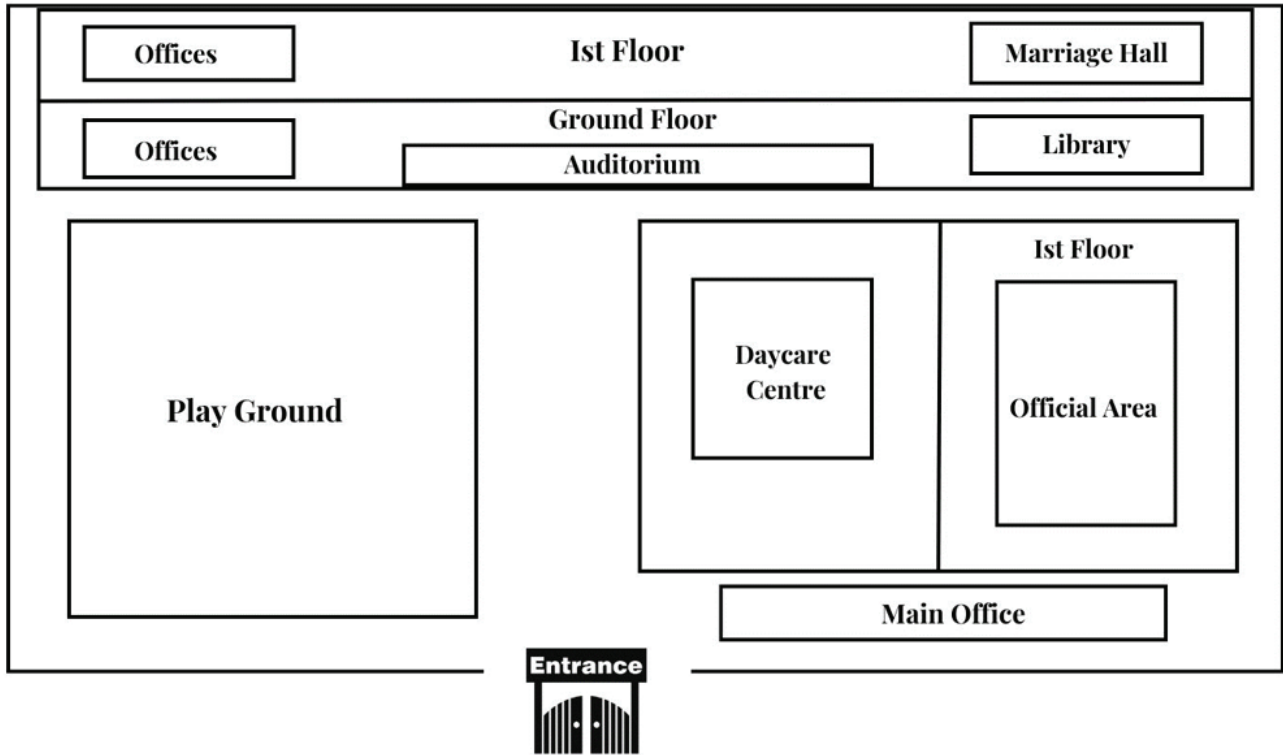 Offices
Ist Floor
Marriage Hall
Ground Floor
Offices
Auditorium
Library
Play Ground
Daycare
Centre
Ist Floor
Official Area
Main Office
Entrance